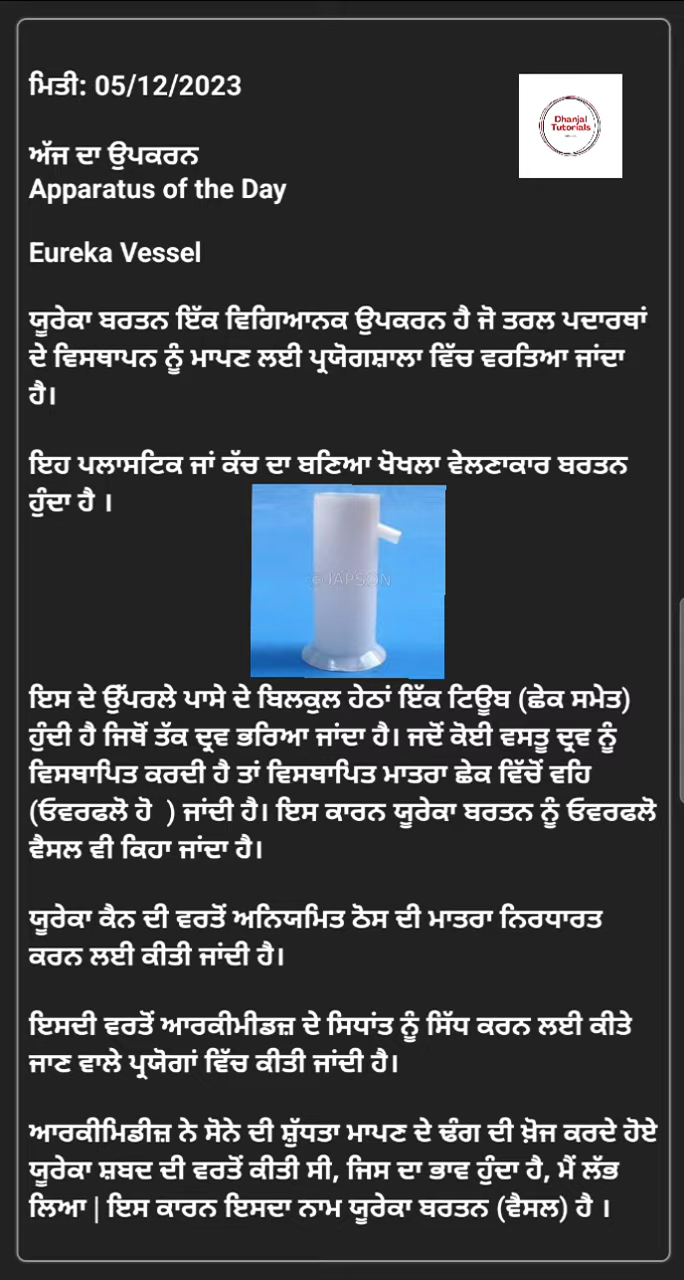 ਮਿਤੀ: 05/12/2023
Dhanjal
Tutorials
ਅੱਜ ਦਾ ਉਪਕਰਨ
Apparatus of the Day
Eureka Vessel
ਯੂਰੇਕਾ ਬਰਤਨ ਇੱਕ ਵਿਗਿਆਨਕ ਉਪਕਰਨ ਹੈ ਜੋ ਤਰਲ ਪਦਾਰਥਾਂ
ਦੇ ਵਿਸਥਾਪਨ ਨੂੰ ਮਾਪਣ ਲਈ ਪ੍ਰਯੋਗਸ਼ਾਲਾ ਵਿੱਚ ਵਰਤਿਆ ਜਾਂਦਾ
ਹੈ।
ਇਹ ਪਲਾਸਟਿਕ ਜਾਂ ਕੱਚ ਦਾ ਬਣਿਆ ਖੋਖਲਾ ਵੇਲਣਾਕਾਰ ਬਰਤਨ
ਹੁੰਦਾ ਹੈ ।
©JAPSON
ਇਸ ਦੇ ਉੱਪਰਲੇ ਪਾਸੇ ਦੇ ਬਿਲਕੁਲ ਹੇਠਾਂ ਇੱਕ ਟਿਊਬ (ਛੇਕ ਸਮੇਤ)
ਹੁੰਦੀ ਹੈ ਜਿਥੋਂ ਤੱਕ ਦ੍ਰਵ ਭਰਿਆ ਜਾਂਦਾ ਹੈ। ਜਦੋਂ ਕੋਈ ਵਸਤੂ ਦ੍ਰਵ ਨੂੰ
ਵਿਸਥਾਪਿਤ ਕਰਦੀ ਹੈ ਤਾਂ ਵਿਸਥਾਪਿਤ ਮਾਤਰਾ ਛੇਕ ਵਿੱਚੋਂ ਵਹਿ
(ਓਵਰਫਲੋ ਹੋ  ) ਜਾਂਦੀ ਹੈ। ਇਸ ਕਾਰਨ ਯੂਰੇਕਾ ਬਰਤਨ ਨੂੰ ਓਵਰਫਲੋ
ਵੈਸਲ ਵੀ ਕਿਹਾ ਜਾਂਦਾ ਹੈ।
ਯੂਰੇਕਾ ਕੈਨ ਦੀ ਵਰਤੋਂ ਅਨਿਯਮਿਤ ਠੋਸ ਦੀ ਮਾਤਰਾ ਨਿਰਧਾਰਤ
ਕਰਨ ਲਈ ਕੀਤੀ ਜਾਂਦੀ ਹੈ।
ਇਸਦੀ ਵਰਤੋਂ ਆਰਕੀਮੀਡਜ਼ ਦੇ ਸਿਧਾਂਤ ਨੂੰ ਸਿੱਧ ਕਰਨ ਲਈ ਕੀਤੇ
ਜਾਣ ਵਾਲੇ ਪ੍ਰਯੋਗਾਂ ਵਿੱਚ ਕੀਤੀ ਜਾਂਦੀ ਹੈ।
ਆਰਕੀਮਿਡੀਜ਼ ਨੇ ਸੋਨੇ ਦੀ ਸ਼ੁੱਧਤਾ ਮਾਪਣ ਦੇ ਢੰਗ ਦੀ ਖ਼ੋਜ ਕਰਦੇ ਹੋਏ
ਯੂਰੇਕਾ ਸ਼ਬਦ ਦੀ ਵਰਤੋਂ ਕੀਤੀ ਸੀ, ਜਿਸ ਦਾ ਭਾਵ ਹੁੰਦਾ ਹੈ, ਮੈਂ ਲੱਭ
ਲਿਆ | ਇਸ ਕਾਰਨ ਇਸਦਾ ਨਾਮ ਯੂਰੇਕਾ ਬਰਤਨ (ਵੈਸਲ) ਹੈ ।